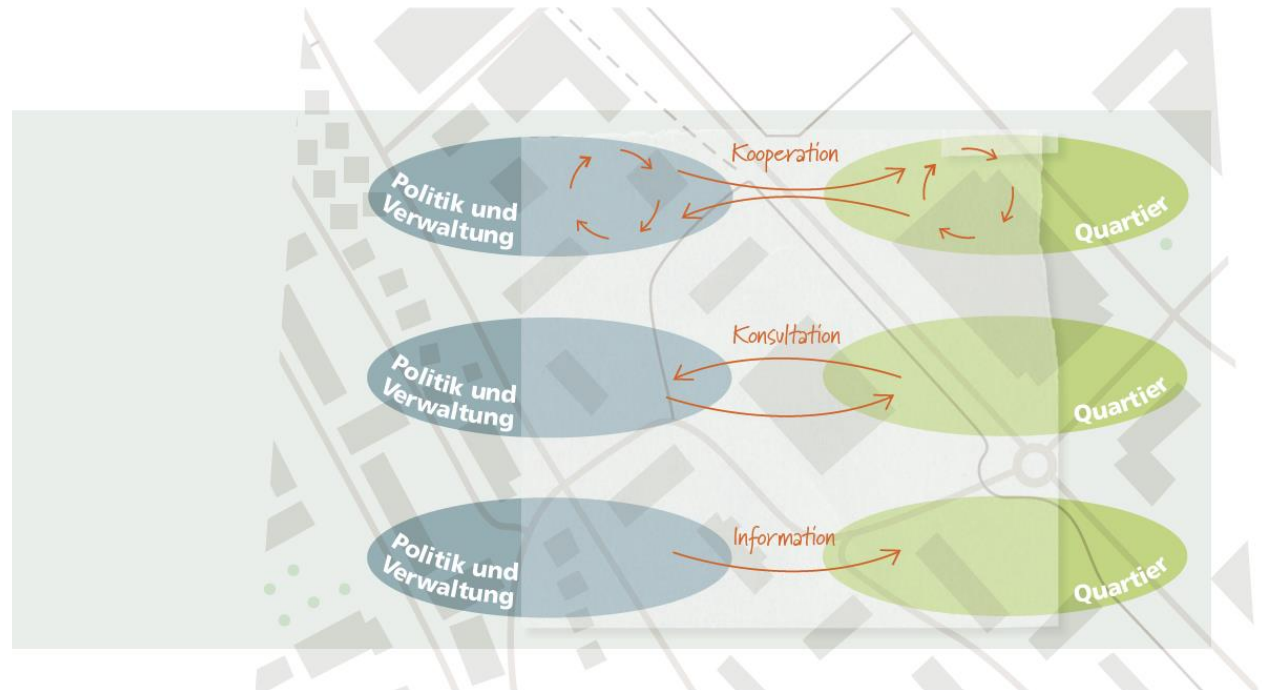 Kooperation
Politik und
Verwaltung
Quartier
Konsultation
Politik und
Verwaltung
Quartier
Information
Politik und
Verwaltung
Quartier